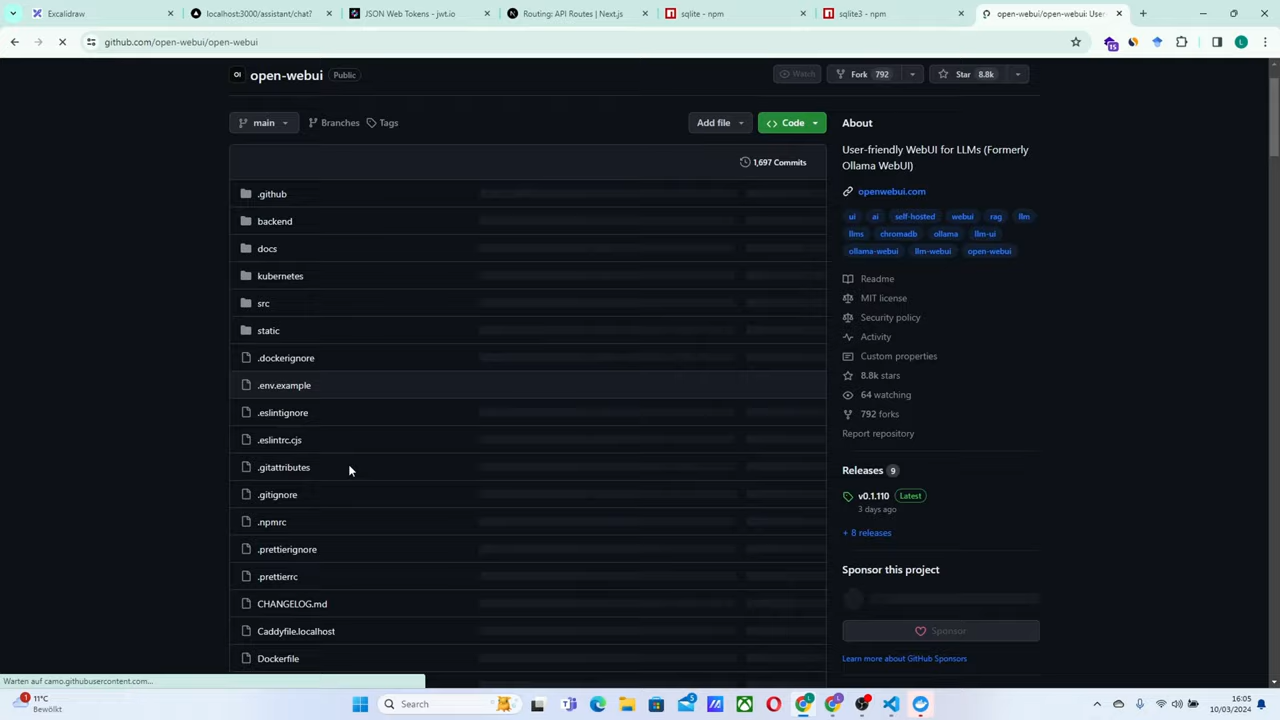 Excalidraw
localhost:3000/assistant/chat?
JSON Web Tokens - jwt.io
Routing: API Routes | Next.js
sqlite - npm
sqlite3 - npm
open-webui/open-webui: User-
github.com/open-webui/open-webui
15
L
OI
open-webui
Public
Watch
Fork 792
Star 8.8k
main
Branches
Tags
Add file
Code
1,697 Commits
.github
backend
docs
kubernetes
src
static
.dockerignore
.env.example
.eslintignore
.eslintrc.cjs
.gitattributes
.gitignore
.npmrc
.prettierignore
.prettierrc
CHANGELOG.md
Caddyfile.localhost
Dockerfile
About
User-friendly WebUI for LLMs (Formerly
Ollama WebUI)
openwebui.com
ui ai self-hosted webui rag llm
llms chromadb ollama llm-ui
ollama-webui llm-webui open-webui
Readme
MIT license
Security policy
Activity
Custom properties
8.8k stars
64 watching
792 forks
Report repository
Releases 9
v0.1.110 Latest
3 days ago
+ 8 releases
Sponsor this project
Sponsor
Learn more about GitHub Sponsors
Warten auf camo.githubusercontent.com...
1
11°C
Bewölkt
Search
16:05
10/03/2024